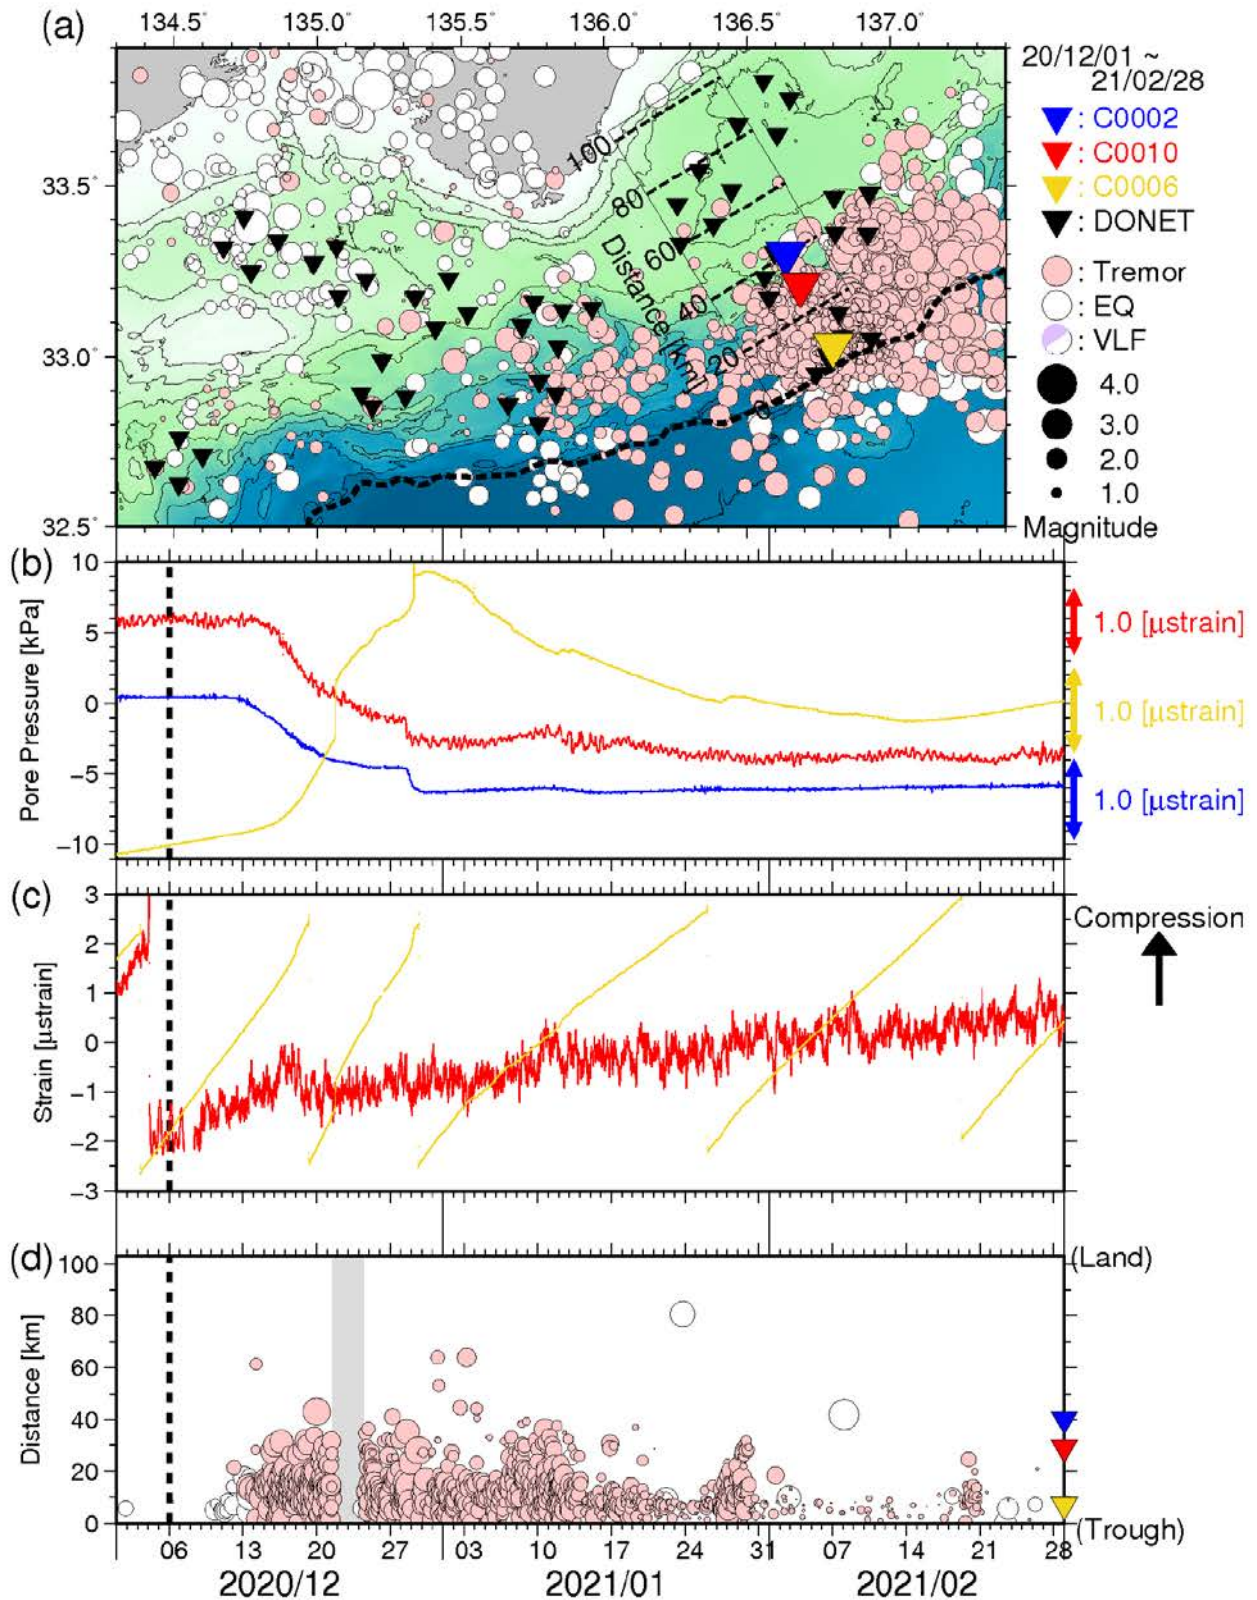 (a)
134.5° 135.0° 135.5° 136.0° 136.5° 137.0°
20/12/01 ~
21/02/28
: C0002
: C0010
: C0006
: DONET
: Tremor
: EQ
: VLF
4.0
3.0
2.0
1.0
Magnitude
33.5°
33.0°
32.5°
100
80
60
40
20
0
Distance [km]
(b)
Pore Pressure [kPa]
10
5
0
−5
−10
1.0 [μstrain]
1.0 [μstrain]
1.0 [μstrain]
(c)
Strain [μstrain]
3
2
1
0
−1
−2
−3
Compression
(d)
Distance [km]
100
80
60
40
20
0
(Land)
(Trough)
06 13 20 27 03 10 17 24 31 07 14 21 28
2020/12 2021/01 2021/02